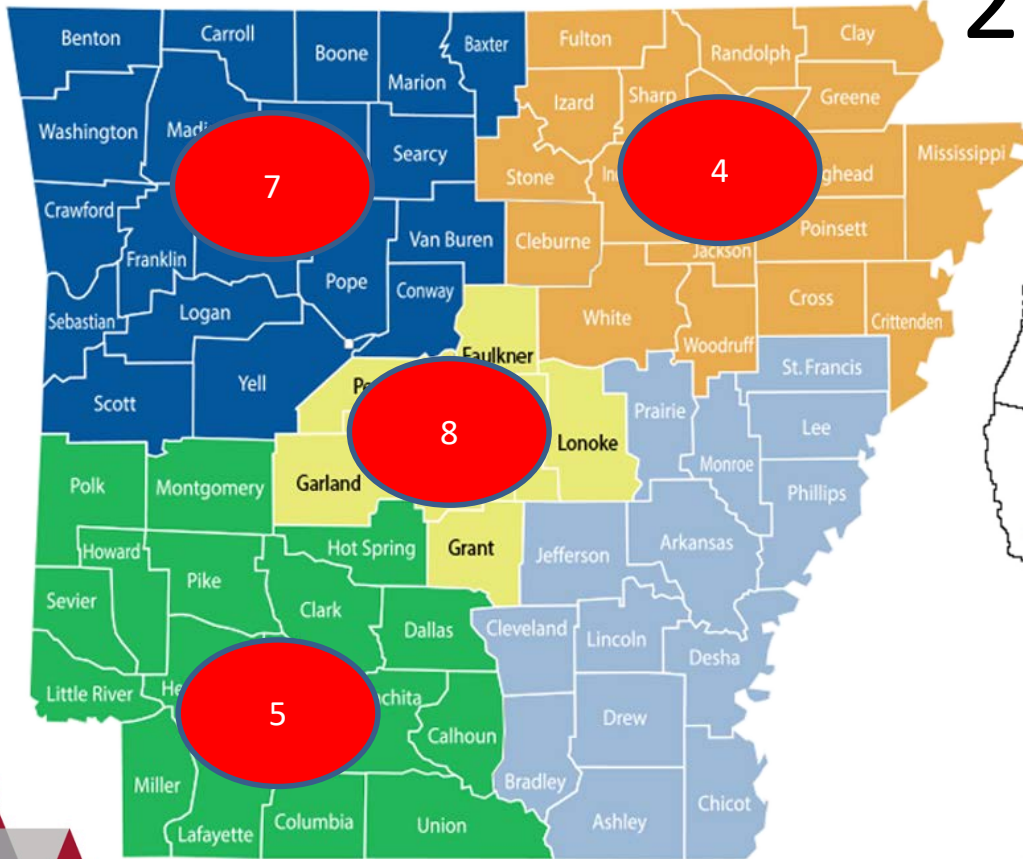 2
Benton
Carroll
Boone
Marion
Baxter
Fulton
Randolph
Clay
Izard
Sharp
Greene
Washington
Searcy
7
4
Mississippi
Stone
ghead
Crawford
Franklin
Van Buren
Cleburne
Poinsett
Jackson
Pope
Conway
Cross
Logan
Sebastian
White
Woodruff
Crittenden
Faulkner
St. Francis
Yell
Scott
8
Prairie
Lonoke
Lee
Monroe
Garland
Polk
Montgomery
Phillips
Howard
Hot Spring
Grant
Jefferson
Arkansas
Pike
Sevier
Clark
Dallas
Cleveland
Lincoln
Desha
Little River
5
chita
Calhoun
Drew
Miller
Bradley
Chicot
Lafayette
Columbia
Union
Ashley